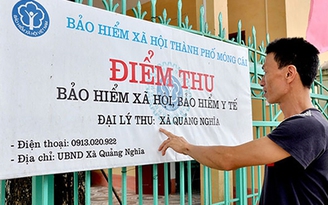 BẢO HIỂM XÃ HỘI THÀNH PHỐ MÓNG CÁI
ĐIỂM THU
BẢO HIỂM XÃ HỘI, BẢO HIỂM Y TẾ
ĐẠI LÝ THU: XÃ QUẢNG NGHĨA
- Điện thoại: 0913.020.922
- Địa chỉ: UBND Xã Quảng Nghĩa